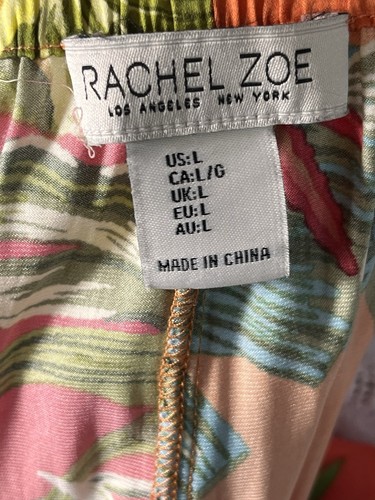 RACHEL ZOE
LOS ANGELES NEW YORK
US:L
CA:L/G
UK:L
EU:L
AU:L
MADE IN CHINA